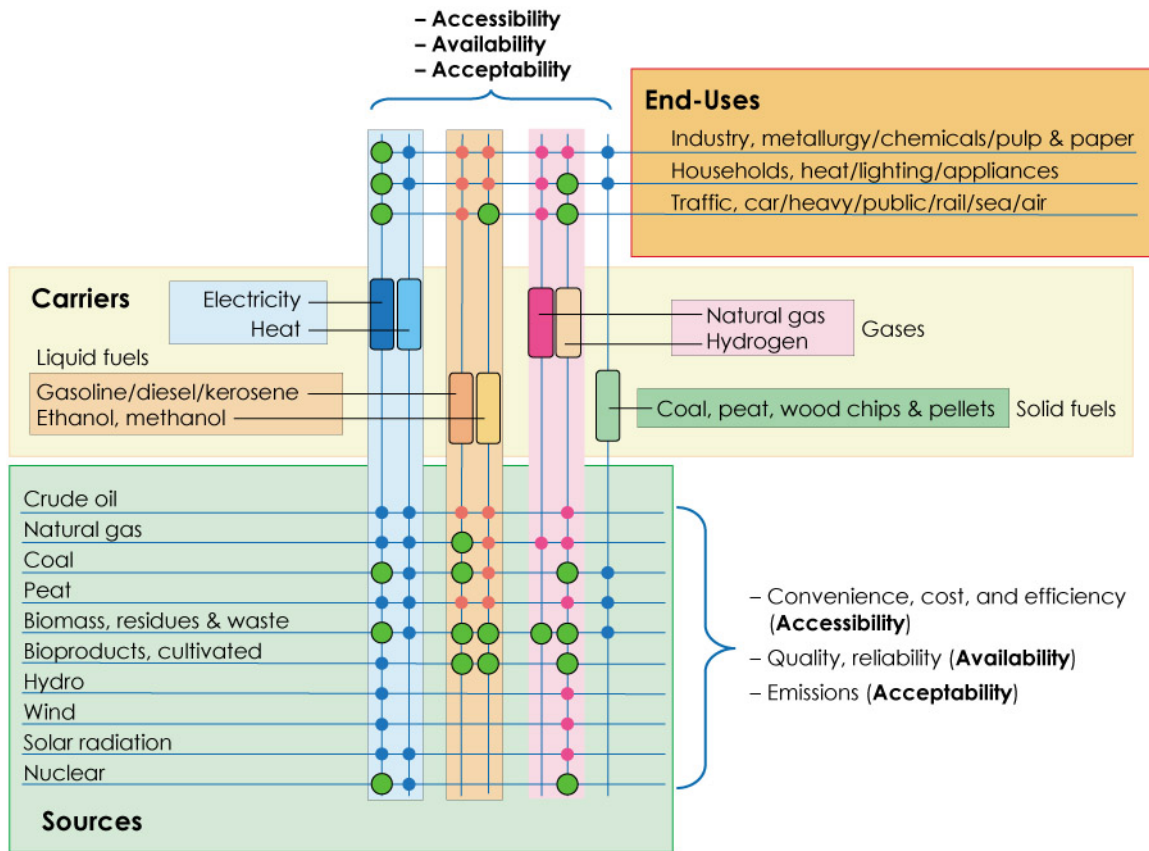 – Accessibility
– Availability
– Acceptability
End-Uses
Industry, metallurgy/chemicals/pulp & paper
Households, heat/lighting/appliances
Traffic, car/heavy/public/rail/sea/air
Carriers
Electricity
Heat
Liquid fuels
Gasoline/diesel/kerosene
Ethanol, methanol
Natural gas
Hydrogen
Gases
Coal, peat, wood chips & pellets
Solid fuels
Crude oil
Natural gas
Coal
Peat
Biomass, residues & waste
Bioproducts, cultivated
Hydro
Wind
Solar radiation
Nuclear
Sources
– Convenience, cost, and efficiency
(Accessibility)
– Quality, reliability (Availability)
– Emissions (Acceptability)